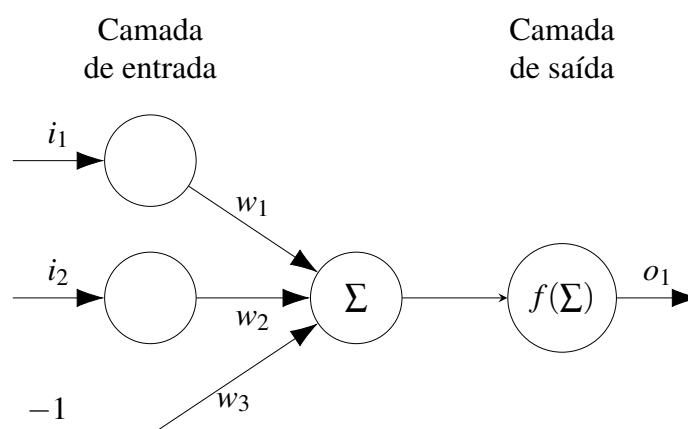 Camada
de entrada
Camada
de saída
i₁
w₁
i₂
w₂
Σ
f(Σ)
o₁
−1
w₃